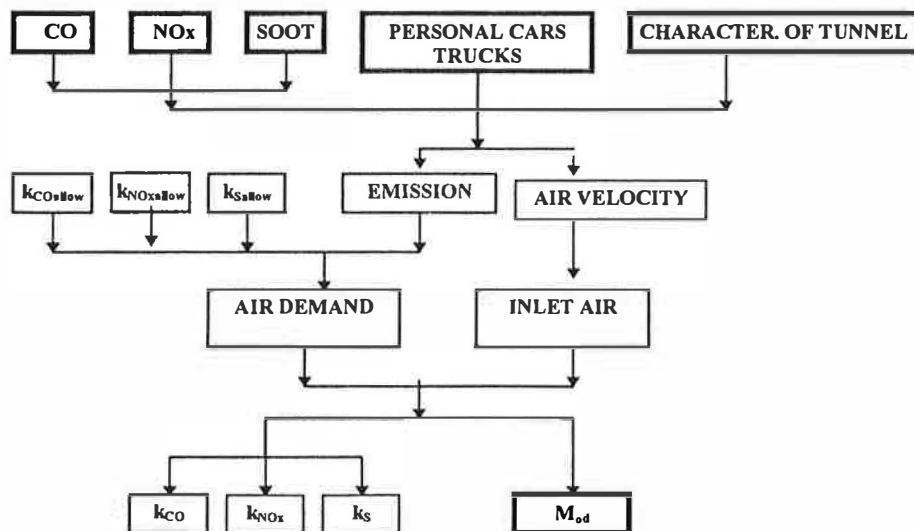 CO NOx SOOT PERSONAL CARS CHARACTER. OF TUNNEL
TRUCKS
kCOallow kNOxallow kSallow EMISSION AIR VELOCITY
AIR DEMAND INLET AIR
kCO kNOx kS Mod